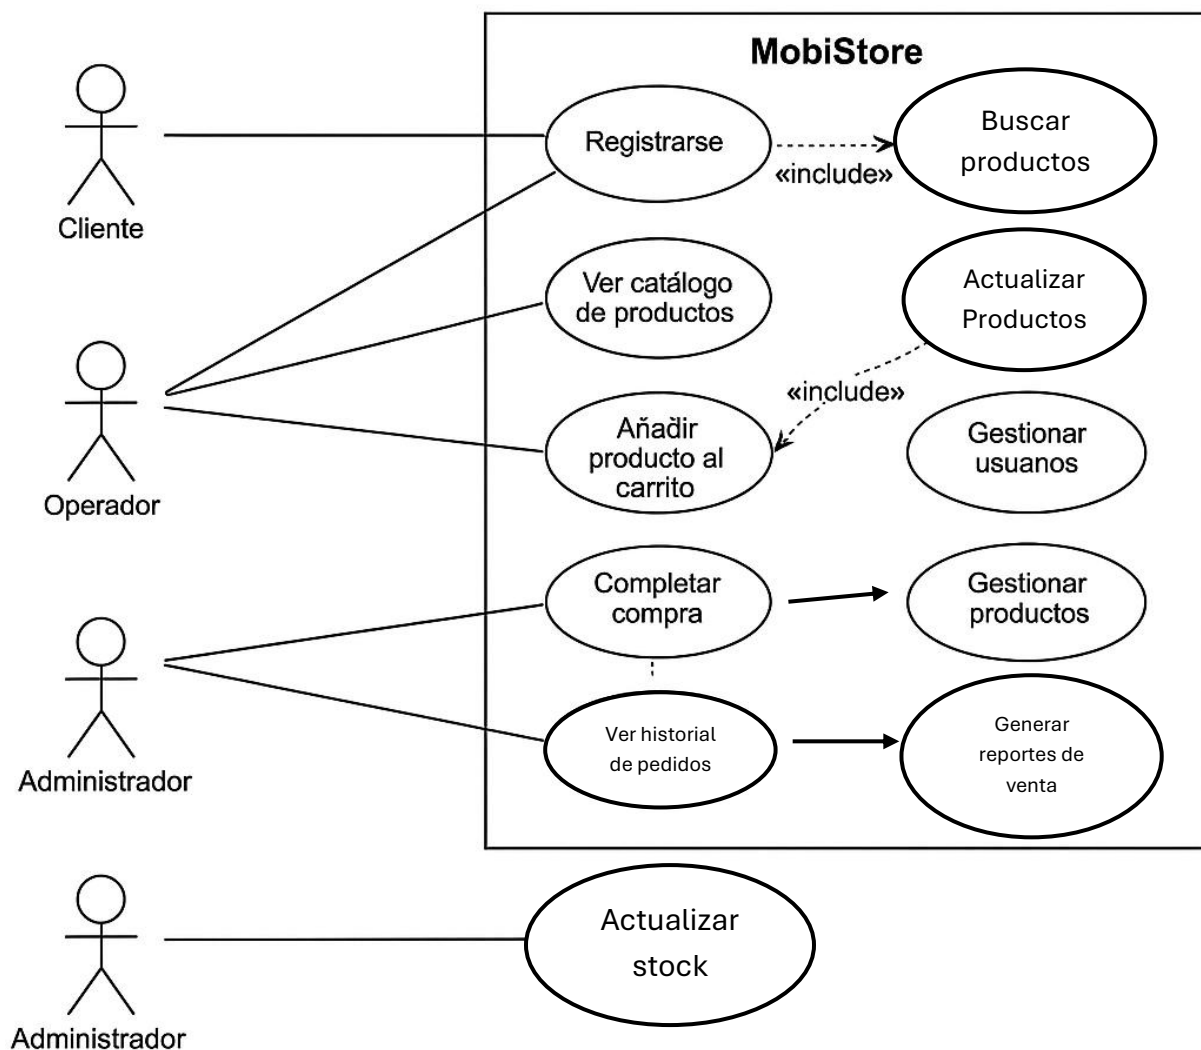 MobiStore
Registrarse
«include»
Buscar
productos
Cliente
Ver catálogo
de productos
Actualizar
Productos
«include»
Operador
Añadir
producto al
carrito
Gestionar
usuanos
Completar
compra
Gestionar
productos
Administrador
Ver historial
de pedidos
Generar
reportes de
venta
Actualizar
stock
Administrador